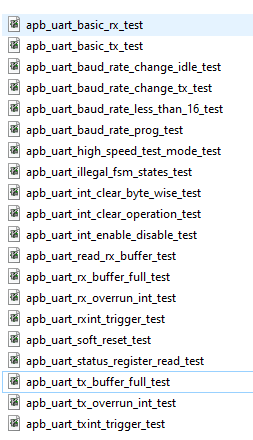 apb_uart_basic_rx_test
apb_uart_basic_tx_test
apb_uart_baud_rate_change_idle_test
apb_uart_baud_rate_change_tx_test
apb_uart_baud_rate_less_than_16_test
apb_uart_baud_rate_prog_test
apb_uart_high_speed_test_mode_test
apb_uart_illegal_fsm_states_test
apb_uart_int_clear_byte_wise_test
apb_uart_int_clear_operation_test
apb_uart_int_enable_disable_test
apb_uart_read_rx_buffer_test
apb_uart_rx_buffer_full_test
apb_uart_rx_overrun_int_test
apb_uart_rxint_trigger_test
apb_uart_soft_reset_test
apb_uart_status_register_read_test
apb_uart_tx_buffer_full_test
apb_uart_tx_overrun_int_test
apb_uart_txint_trigger_test